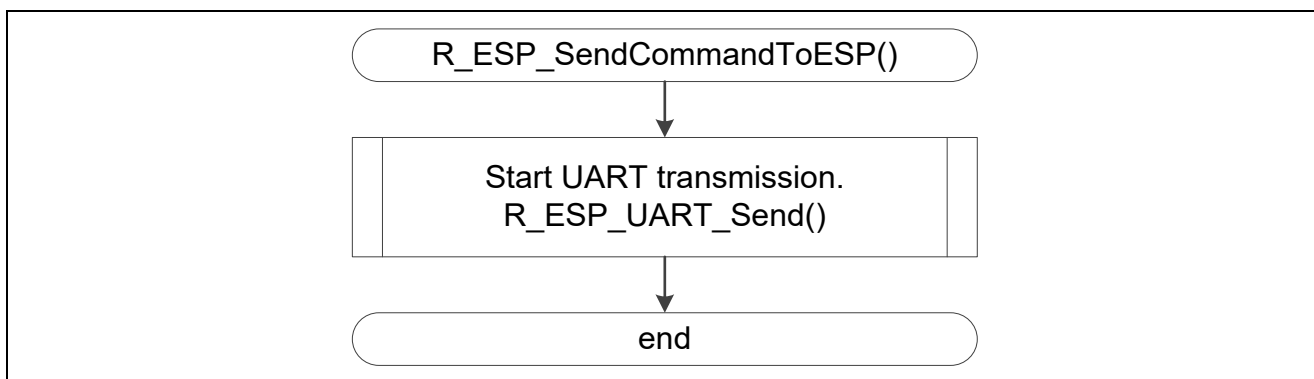 R_ESP_SendCommandToESP()
Start UART transmission.
R_ESP_UART_Send()
end